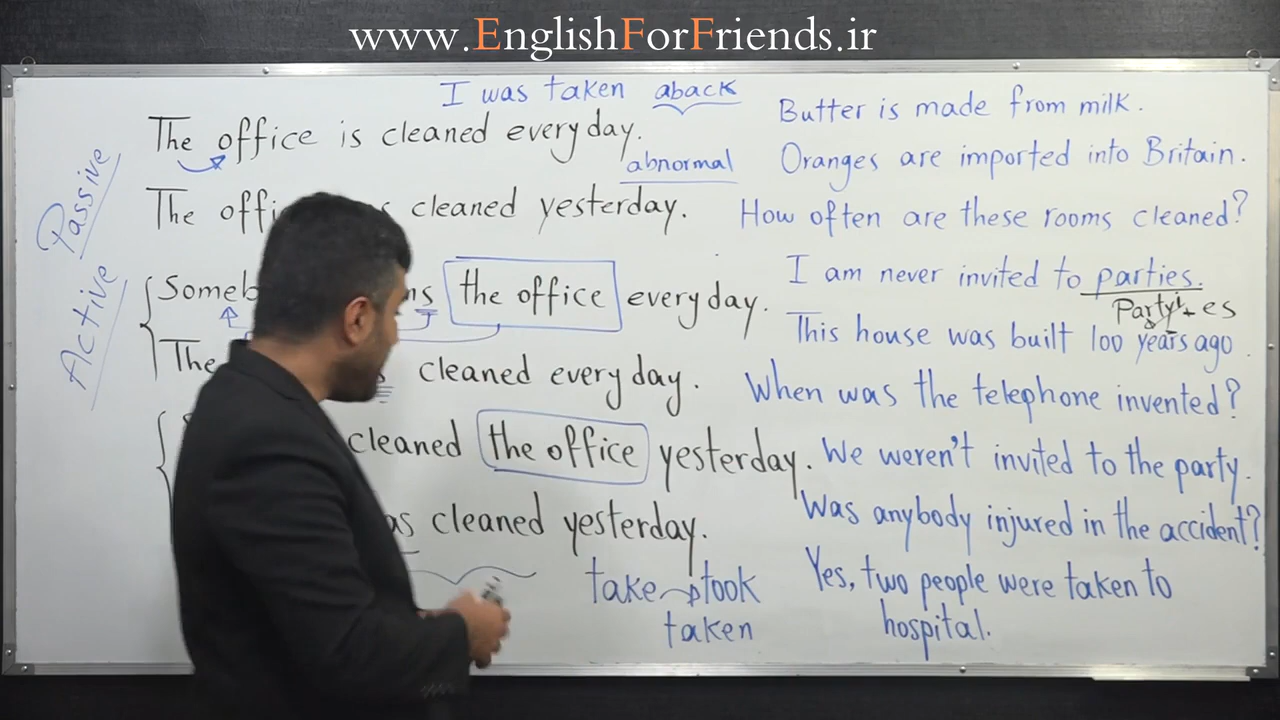 www.EnglishForFriends.ir
I was taken aback
The office is cleaned every day.
abnormal
The cleaned yesterday.
Passive
Active
the office every day.
The cleaned every day.
cleaned the office yesterday.
cleaned yesterday.
take → took
taken
Butter is made from milk.
Oranges are imported into Britain.
How often are these rooms cleaned?
I am never invited to parties.
Party + es
This house was built 100 years ago.
When was the telephone invented?
We weren't invited to the party.
Was anybody injured in the accident?
Yes, two people were taken to
hospital.